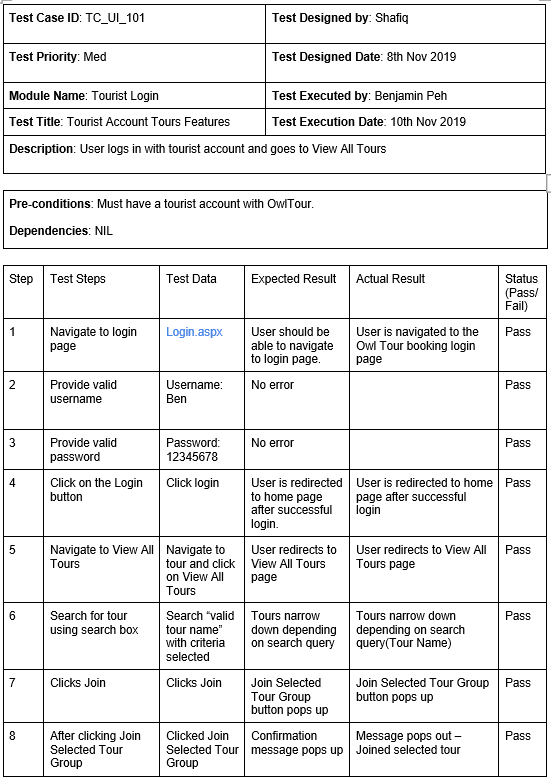 Test Case ID: TC_UI_101
Test Designed by: Shafiq
Test Priority: Med
Test Designed Date: 8th Nov 2019
Module Name: Tourist Login
Test Executed by: Benjamin Peh
Test Title: Tourist Account Tours Features
Test Execution Date: 10th Nov 2019
Description: User logs in with tourist account and goes to View All Tours
Pre-conditions: Must have a tourist account with OwlTour.
Dependencies: NIL
Step
Test Steps
Test Data
Expected Result
Actual Result
Status
(Pass/
Fail)
1
Navigate to login
page
Login.aspx
User should be
able to navigate
to login page.
User is navigated to the
Owl Tour booking login
page
Pass
2
Provide valid
username
Username:
Ben
No error
Pass
3
Provide valid
password
Password:
12345678
No error
Pass
4
Click on the Login
button
Click login
User is redirected
to home page
after successful
login.
User is redirected to home
page after successful
login
Pass
5
Navigate to View All
Tours
Navigate to
tour and click
on View All
Tours
User redirects to
View All Tours
page
User redirects to View All
Tours page
Pass
6
Search for tour
using search box
Search “valid
tour name”
with criteria
selected
Tours narrow
down depending
on search query
Tours narrow down
depending on search
query(Tour Name)
Pass
7
Clicks Join
Clicks Join
Join Selected
Tour Group
button pops up
Join Selected Tour Group
button pops up
Pass
8
After clicking Join
Selected Tour
Group
Clicked Join
Selected Tour
Group
Confirmation
message pops up
Message pops out –
Joined selected tour
Pass